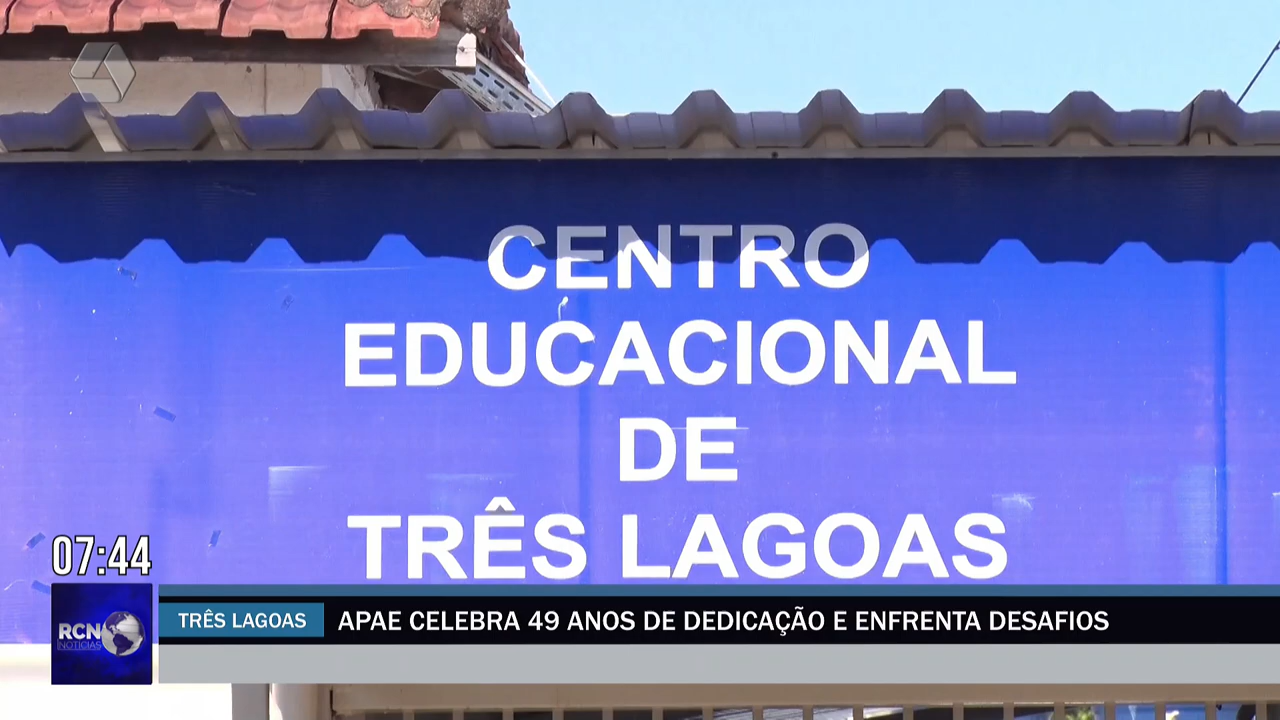 CENTRO
EDUCACIONAL
DE
TRÊS LAGOAS
07:44
RCN
NOTÍCIAS
TRÊS LAGOAS
APAE CELEBRA 49 ANOS DE DEDICAÇÃO E ENFRENTA DESAFIOS